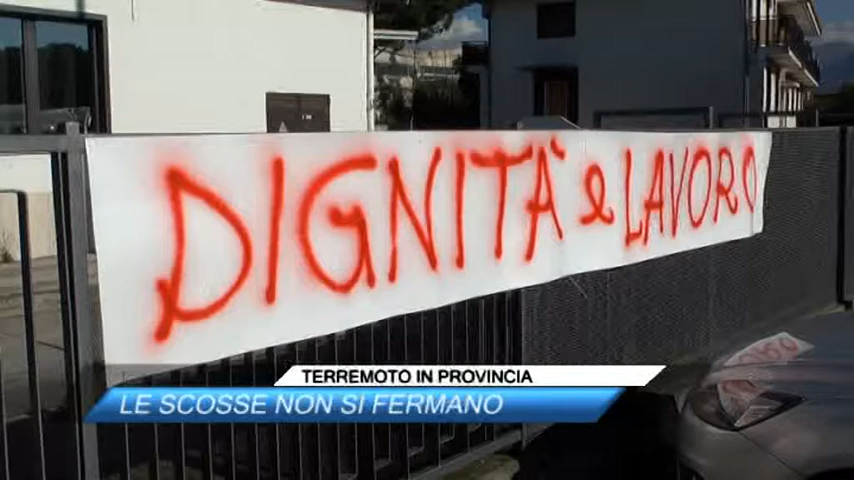 DIGNITÀ e LAVORO
TERREMOTO IN PROVINCIA
LE SCOSSE NON SI FERMANO